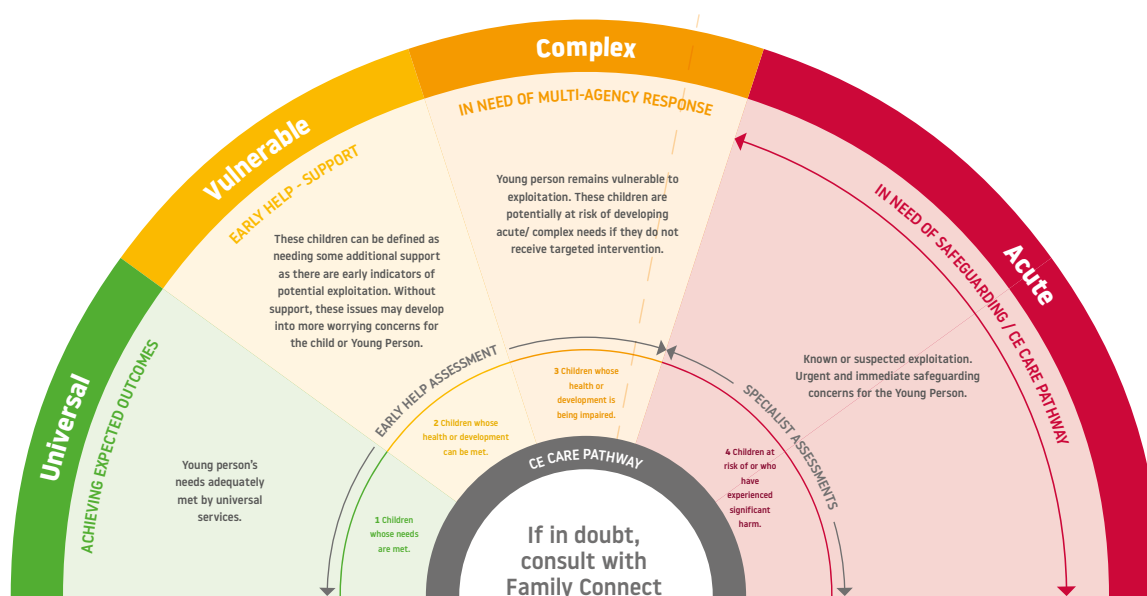 Universal
ACHIEVING EXPECTED OUTCOMES
Young person's
needs adequately
met by universal
services.
1 Children
whose needs
are met.
Vulnerable
EARLY HELP - SUPPORT
These children can be defined as
needing some additional support
as there are early indicators of
potential exploitation. Without
support, these issues may develop
into more worrying concerns for
the child or Young Person.
EARLY HELP ASSESSMENT
2 Children whose
health or development
can be met.
Complex
IN NEED OF MULTI-AGENCY RESPONSE
Young person remains vulnerable to
exploitation. These children are
potentially at risk of developing
acute/ complex needs if they do not
receive targeted intervention.
3 Children whose
health or
development is
being impaired.
Acute
IN NEED OF SAFEGUARDING / CE CARE PATHWAY
Known or suspected exploitation.
Urgent and immediate safeguarding
concerns for the Young Person.
SPECIALIST ASSESSMENTS
4 Children at
risk of or who
have
experienced
significant
harm.
CE CARE PATHWAY
If in doubt,
consult with
Family Connect